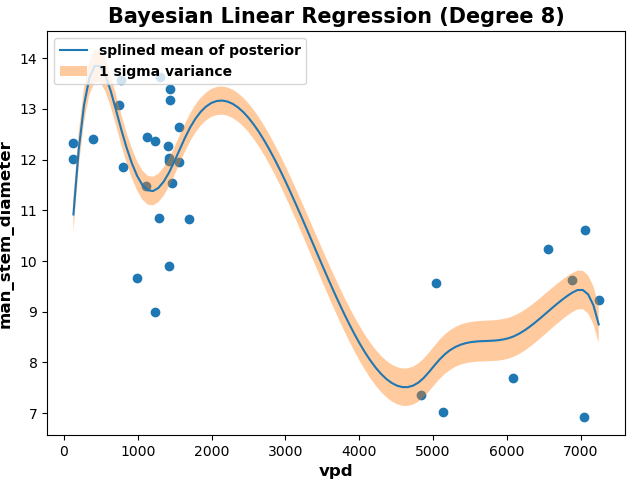 Bayesian Linear Regression (Degree 8)
splined mean of posterior
1 sigma variance
14
13
12
11
10
9
8
7
man_stem_diameter
0 1000 2000 3000 4000 5000 6000 7000
vpd